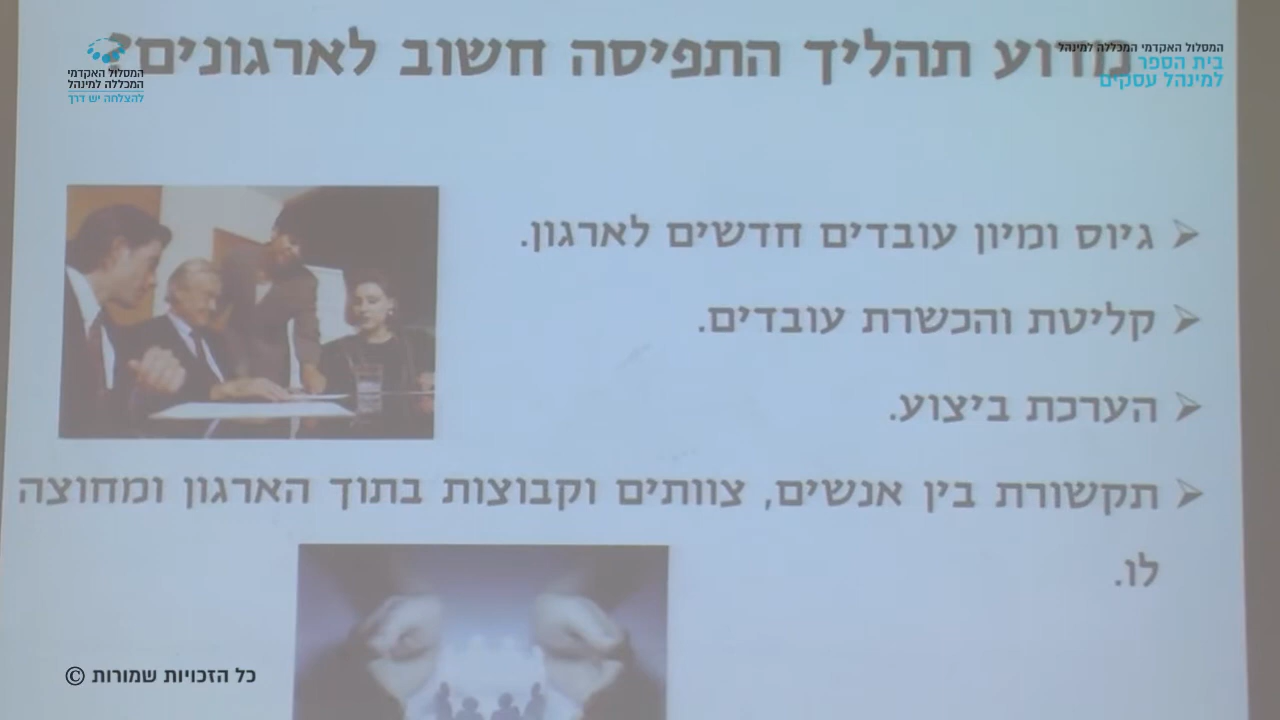 המסלול האקדמי המכללה למינהל
בית הספר
למינהל עסקים
המסלול האקדמי
המכללה למינהל
להצלחה יש דרך
מדוע תהליך התפיסה חשוב לארגונים?
גיוס ומיון עובדים חדשים לארגון.
קליטת והכשרת עובדים.
הערכת ביצוע.
תקשורת בין אנשים, צוותים וקבוצות בתוך הארגון ומחוצה
לו.
כל הזכויות שמורות ©